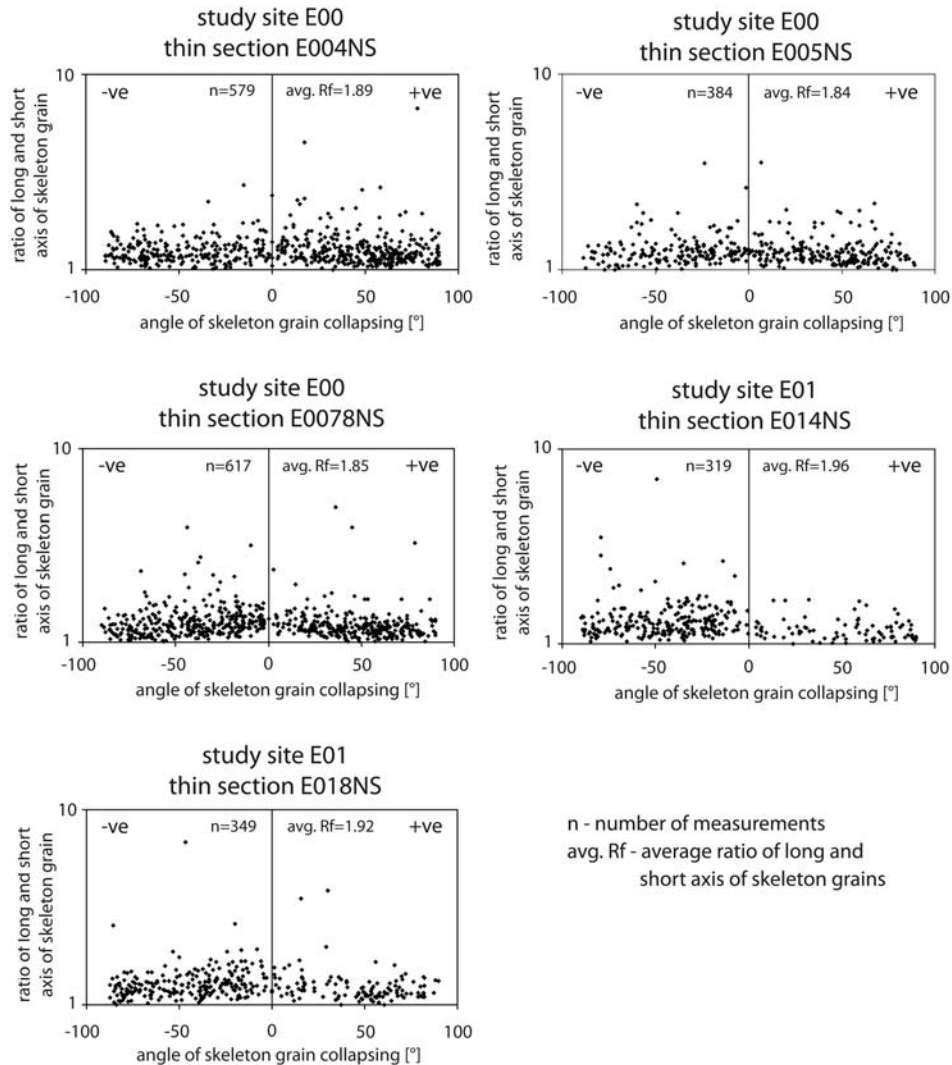 study site E00
thin section E004NS
ratio of long and short
axis of skeleton grain
10
1
-ve
n=579
avg. Rf=1.89
+ve
-100
-50
0
50
100
angle of skeleton grain collapsing [°]
study site E00
thin section E005NS
ratio of long and short
axis of skeleton grain
10
1
-ve
n=384
avg. Rf=1.84
+ve
-100
-50
0
50
100
angle of skeleton grain collapsing [°]
study site E00
thin section E0078NS
ratio of long and short
axis of skeleton grain
10
1
-ve
n=617
avg. Rf=1.85
+ve
-100
-50
0
50
100
angle of skeleton grain collapsing [°]
study site E01
thin section E014NS
ratio of long and short
axis of skeleton grain
10
1
-ve
n=319
avg. Rf=1.96
+ve
-100
-50
0
50
100
angle of skeleton grain collapsing [°]
study site E01
thin section E018NS
ratio of long and short
axis of skeleton grain
10
1
-ve
n=349
avg. Rf=1.92
+ve
-100
-50
0
50
100
angle of skeleton grain collapsing [°]
n - number of measurements
avg. Rf - average ratio of long and
short axis of skeleton grains